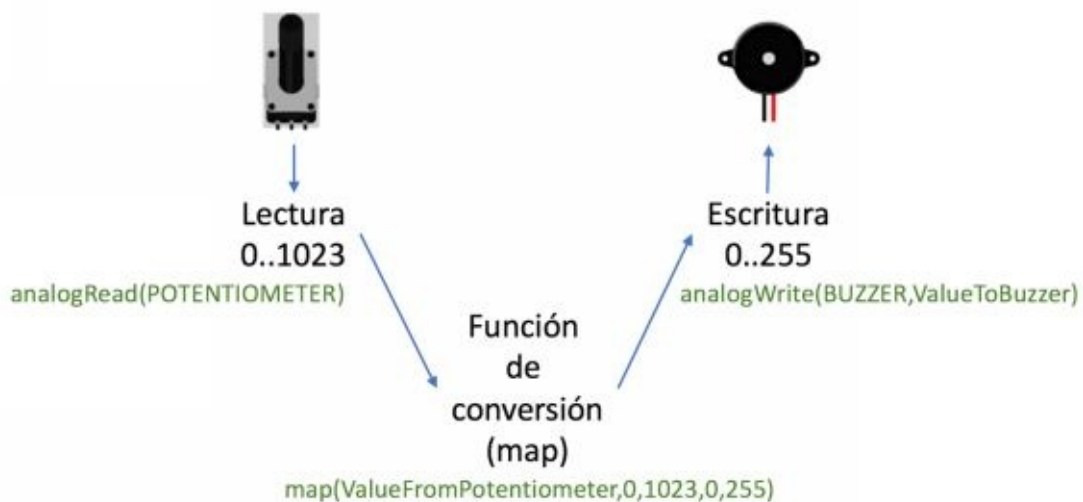 Lectura
0..1023
analogRead(POTENTIOMETER)
Función
de
conversión
(map)
map(ValueFromPotentiometer,0,1023,0,255)
Escritura
0..255
analogWrite(BUZZER,ValueToBuzzer)